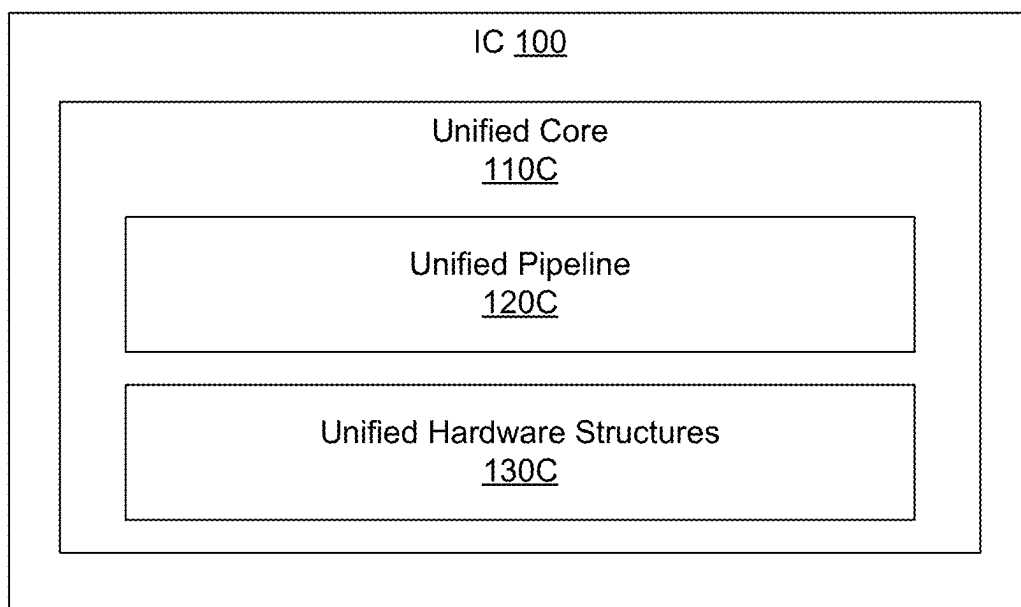 IC 100
Unified Core
110C
Unified Pipeline
120C
Unified Hardware Structures
130C